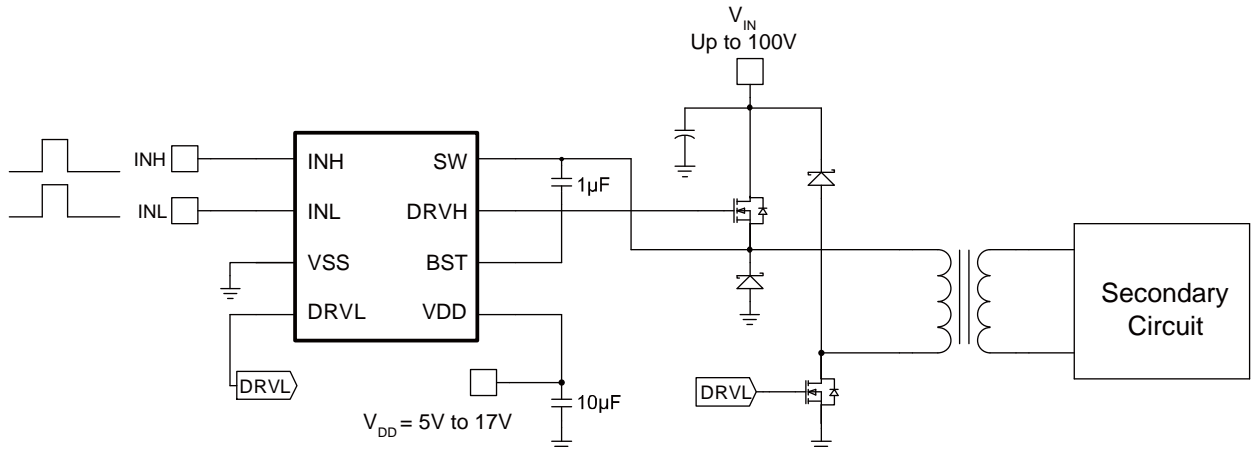 V_IN
Up to 100V
INH
INL
INH
INL
VSS
DRVL
SW
DRVH
BST
VDD
1µF
DRVL
V_DD = 5V to 17V
10µF
DRVL
Secondary
Circuit